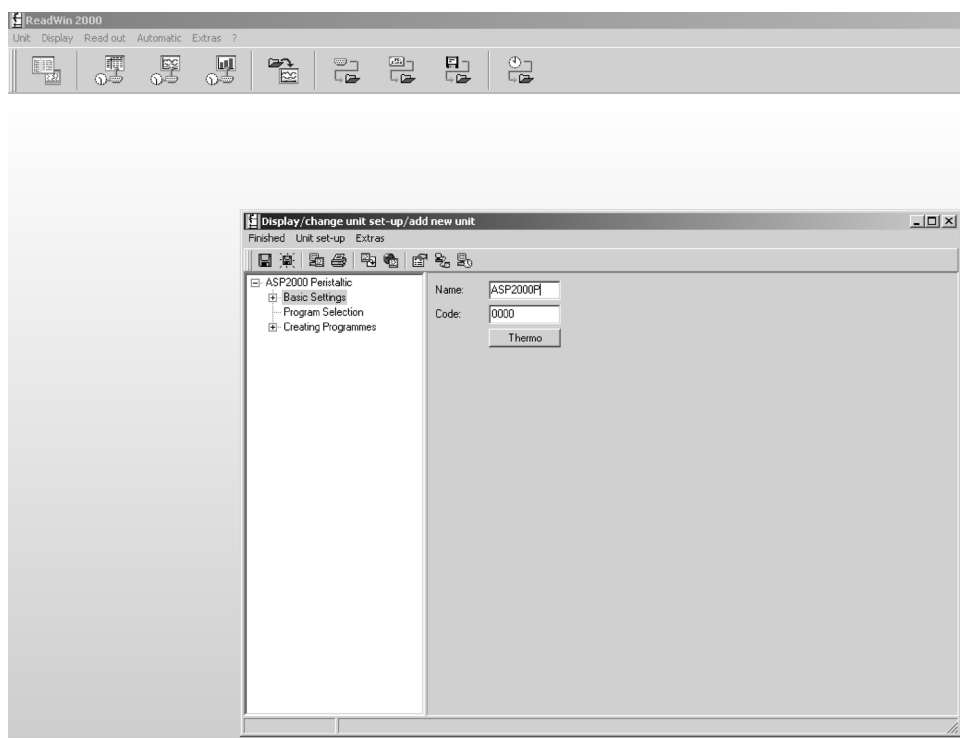 ReadWin 2000
Unit Display Read out Automatic Extras ?
Display/change unit set-up/add new unit
Finished Unit set-up Extras
ASP2000 Peristaltic
Basic Settings
Program Selection
Creating Programmes
Name: ASP2000P
Code: 0000
Thermo